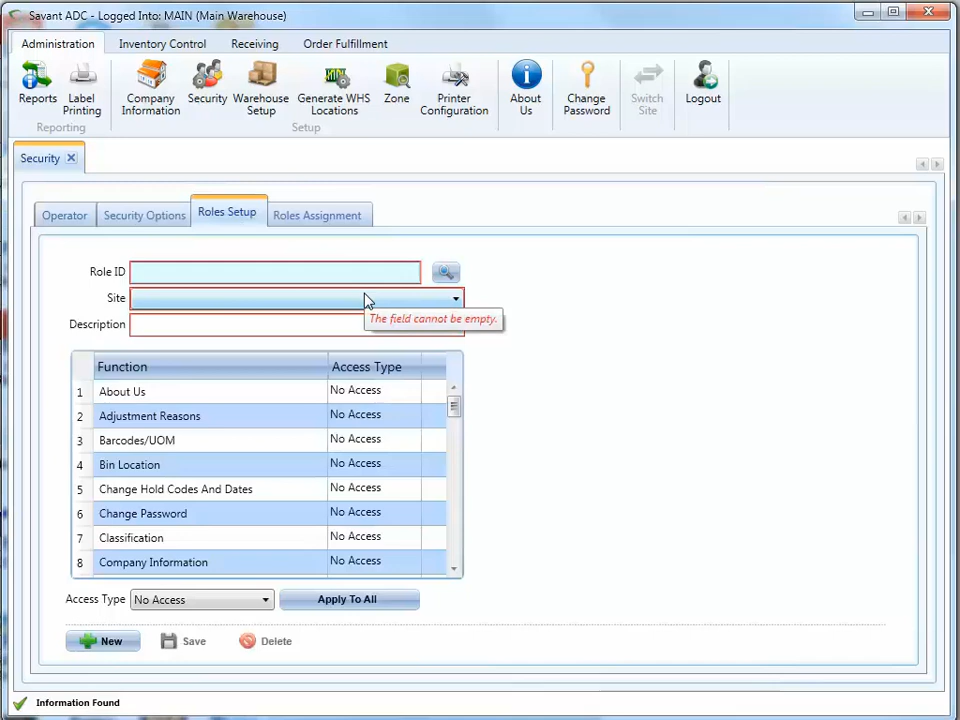 Savant ADC - Logged Into: MAIN (Main Warehouse)
Administration Inventory Control Receiving Order Fulfillment
Reports Label Printing Company Information Security Warehouse Setup Generate WHS Locations Zone Printer Configuration About Us Change Password Switch Site Logout
Reporting Setup
Security
Operator Security Options Roles Setup Roles Assignment
Role ID
Site
The field cannot be empty.
Description
Function Access Type
1 About Us No Access
2 Adjustment Reasons No Access
3 Barcodes/UOM No Access
4 Bin Location No Access
5 Change Hold Codes And Dates No Access
6 Change Password No Access
7 Classification No Access
8 Company Information No Access
Access Type No Access Apply To All
New Save Delete
Information Found